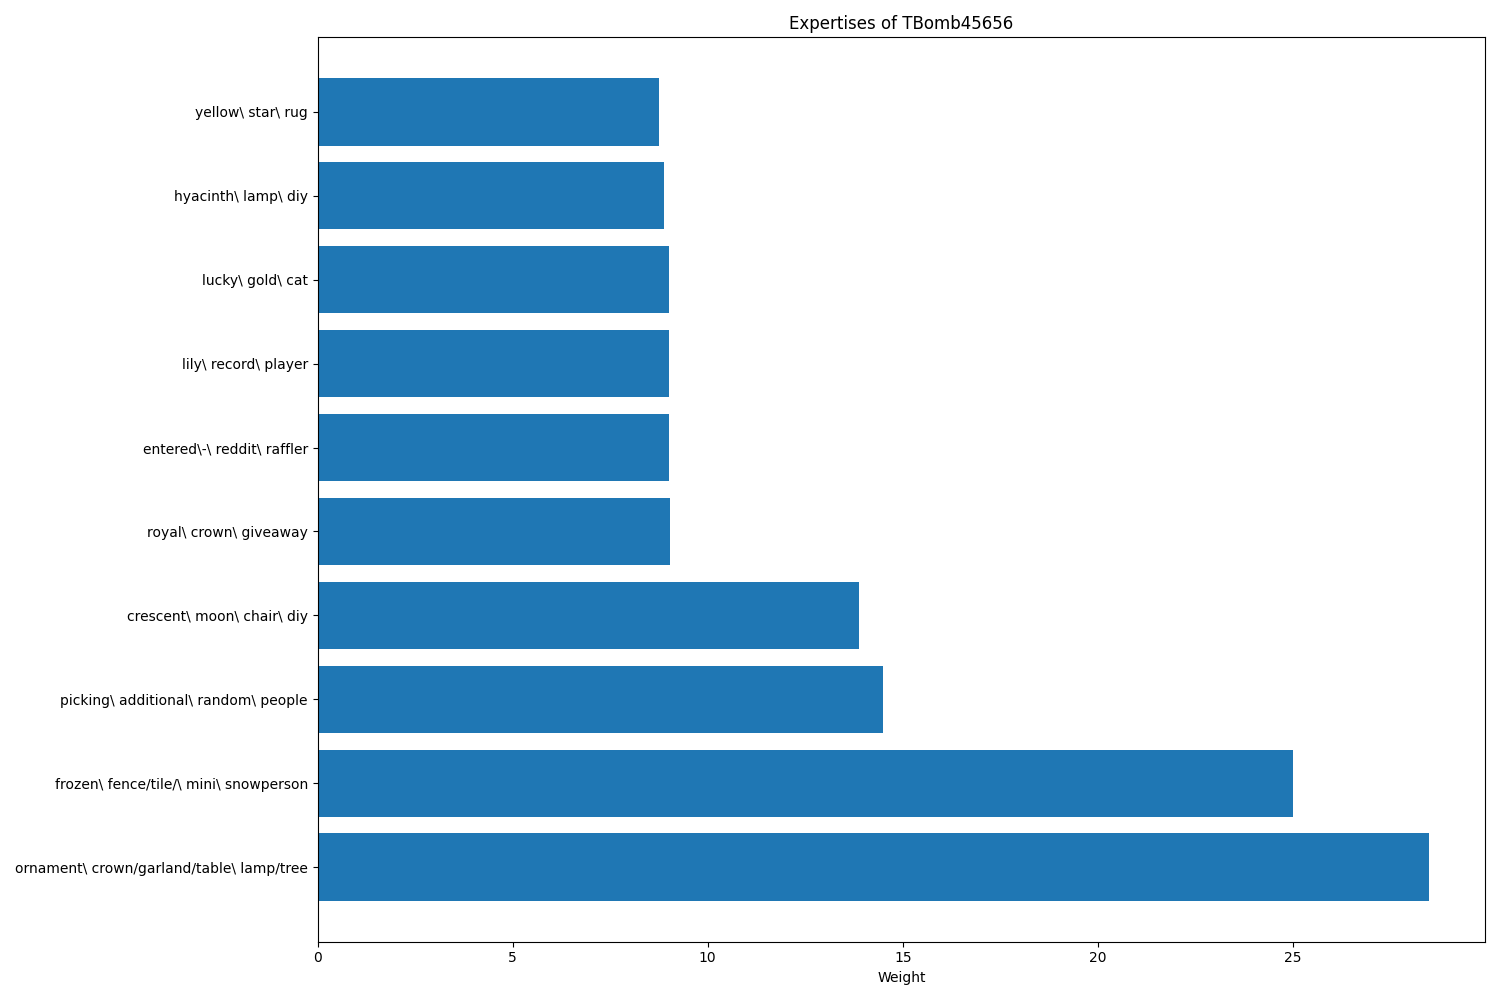 Expertises of TBomb45656
yellow\ star\ rug
hyacinth\ lamp\ diy
lucky\ gold\ cat
lily\ record\ player
entered\-\ reddit\ raffler
royal\ crown\ giveaway
crescent\ moon\ chair\ diy
picking\ additional\ random\ people
frozen\ fence/tile/\ mini\ snowperson
ornament\ crown/garland/table\ lamp/tree
0 5 10 15 20 25
Weight